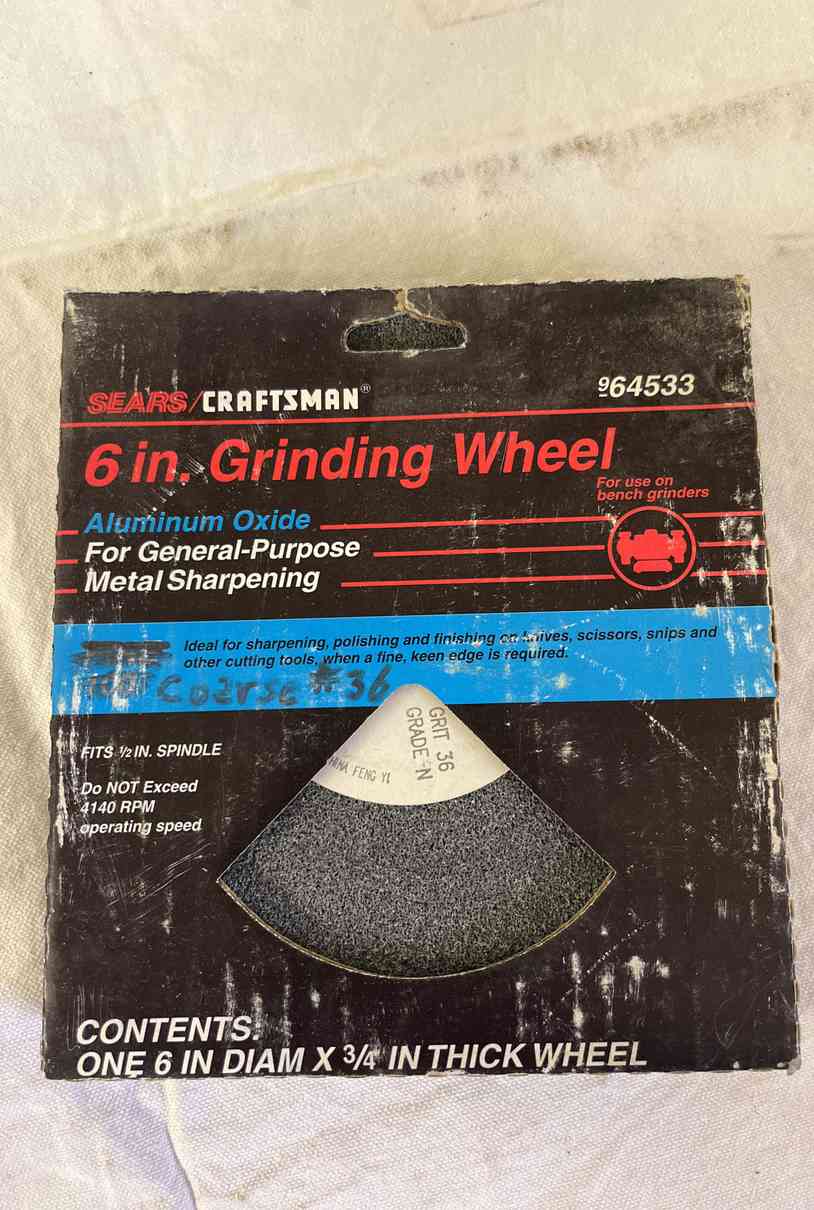 SEARS/CRAFTSMAN®
964533
6 in. Grinding Wheel
For use on
bench grinders
Aluminum Oxide
For General-Purpose
Metal Sharpening
Ideal for sharpening, polishing and finishing on knives, scissors, snips and
other cutting tools, when a fine, keen edge is required.
Coarse #36
GRIT 36
GRADE-N
FENG YI
FITS 1/2 IN. SPINDLE
Do NOT Exceed
4140 RPM
operating speed
CONTENTS:
ONE 6 IN DIAM X 3/4 IN THICK WHEEL